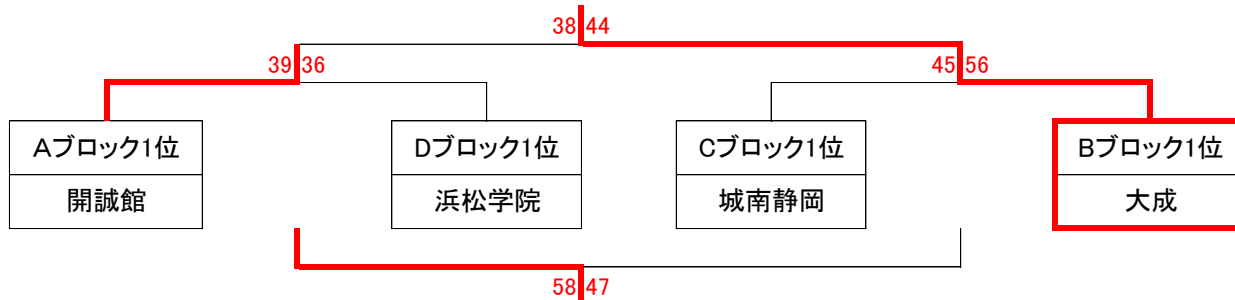 38 44
39 36
45 56
Aブロック1位
Dブロック1位
Cブロック1位
Bブロック1位
開誠館
浜松学院
城南静岡
大成
58 47